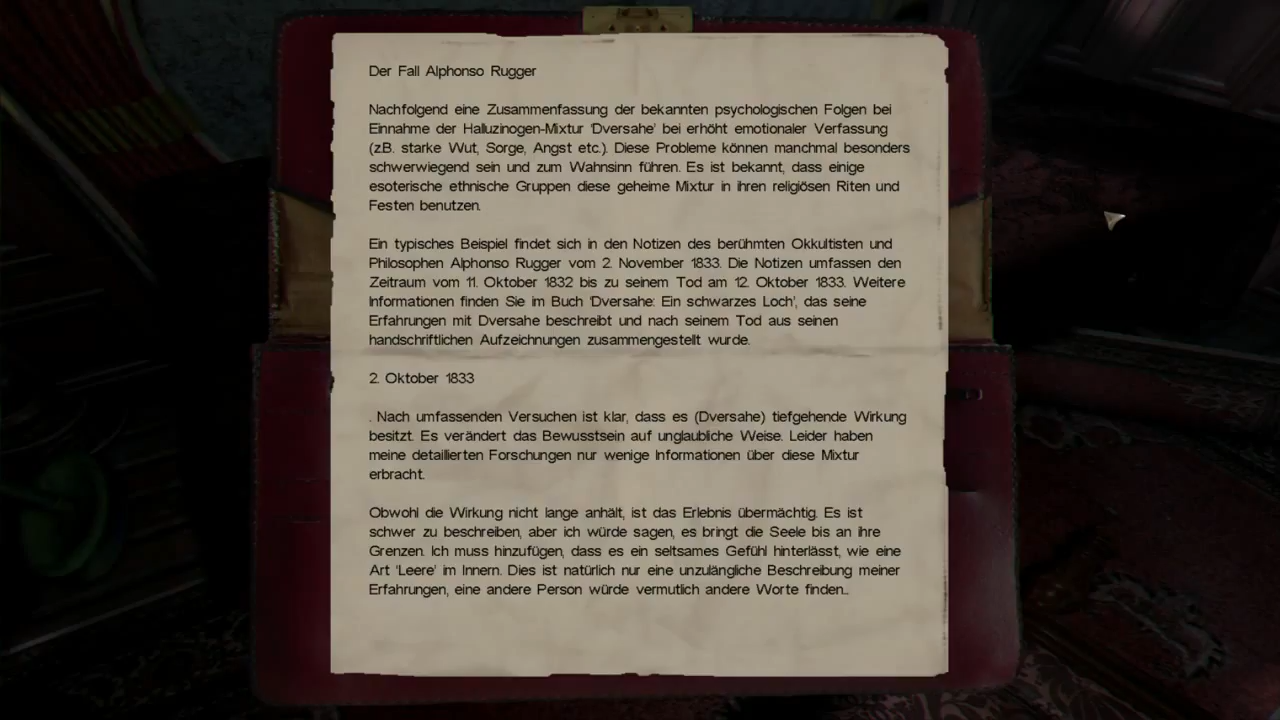 Der Fall Alphonso Rugger
Nachfolgend eine Zusammenfassung der bekannten psychologischen Folgen bei
Einnahme der Halluzinogen-Mixtur 'Dversahe' bei erhöht emotionaler Verfassung
(z.B. starke Wut, Sorge, Angst etc.). Diese Probleme können manchmal besonders
schwerwiegend sein und zum Wahnsinn führen. Es ist bekannt, dass einige
esoterische ethnische Gruppen diese geheime Mixtur in ihren religiösen Riten und
Festen benutzen.
Ein typisches Beispiel findet sich in den Notizen des berühmten Okkultisten und
Philosophen Alphonso Rugger vom 2. November 1833. Die Notizen umfassen den
Zeitraum vom 11. Oktober 1832 bis zu seinem Tod am 12. Oktober 1833. Weitere
Informationen finden Sie im Buch 'Dversahe: Ein schwarzes Loch', das seine
Erfahrungen mit Dversahe beschreibt und nach seinem Tod aus seinen
handschriftlichen Aufzeichnungen zusammengestellt wurde.
2. Oktober 1833
. Nach umfassenden Versuchen ist klar, dass es (Dversahe) tiefgehende Wirkung
besitzt. Es verändert das Bewusstsein auf unglaubliche Weise. Leider haben
meine detaillierten Forschungen nur wenige Informationen über diese Mixtur
erbracht.
Obwohl die Wirkung nicht lange anhält, ist das Erlebnis übermächtig. Es ist
schwer zu beschreiben, aber ich würde sagen, es bringt die Seele bis an ihre
Grenzen. Ich muss hinzufügen, dass es ein seltsames Gefühl hinterlässt, wie eine
Art 'Leere' im Innern. Dies ist natürlich nur eine unzulängliche Beschreibung meiner
Erfahrungen, eine andere Person würde vermutlich andere Worte finden..